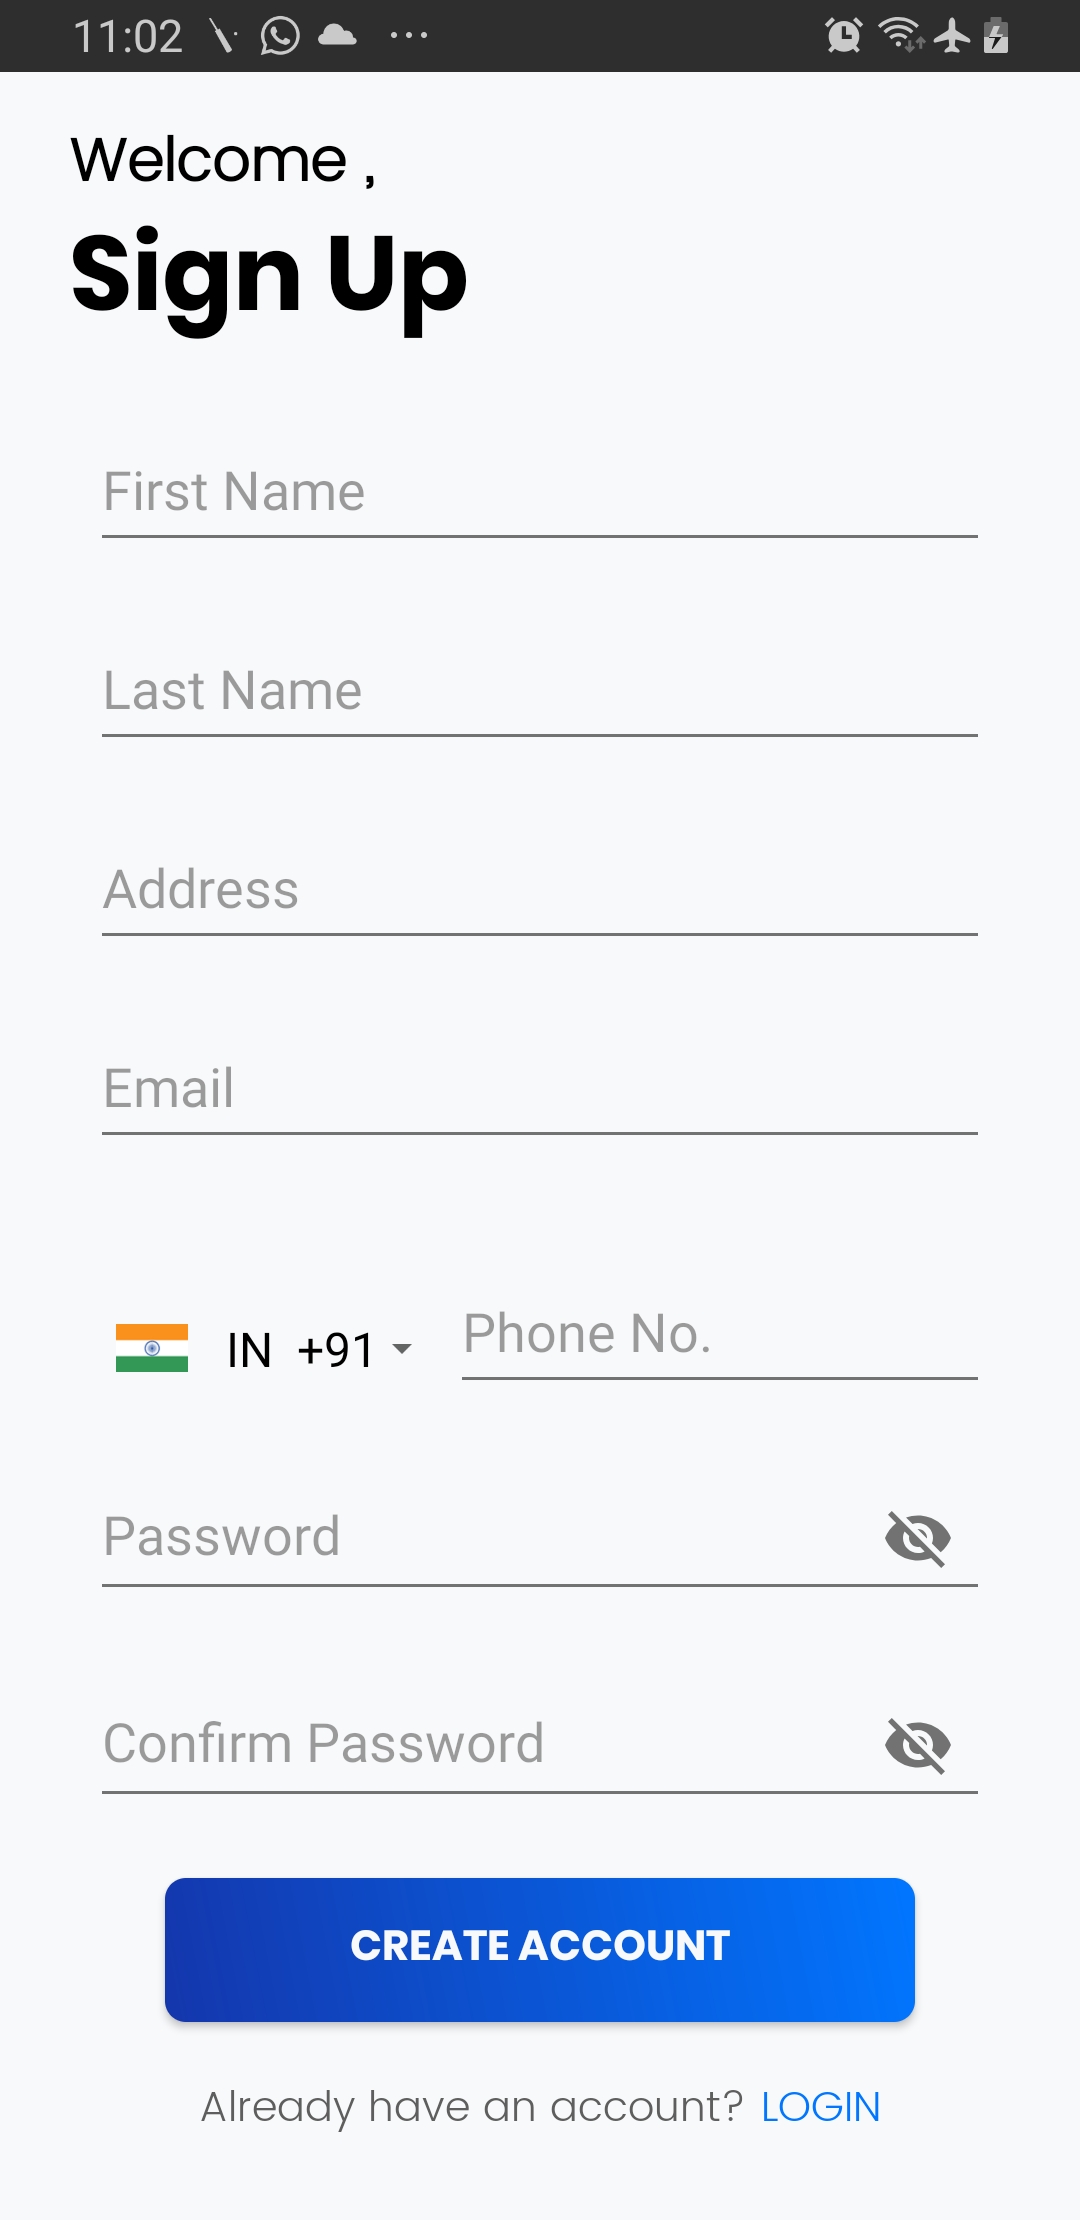 11:02
Welcome ,
Sign Up
First Name
Last Name
Address
Email
IN +91 Phone No.
Password
Confirm Password
CREATE ACCOUNT
Already have an account? LOGIN